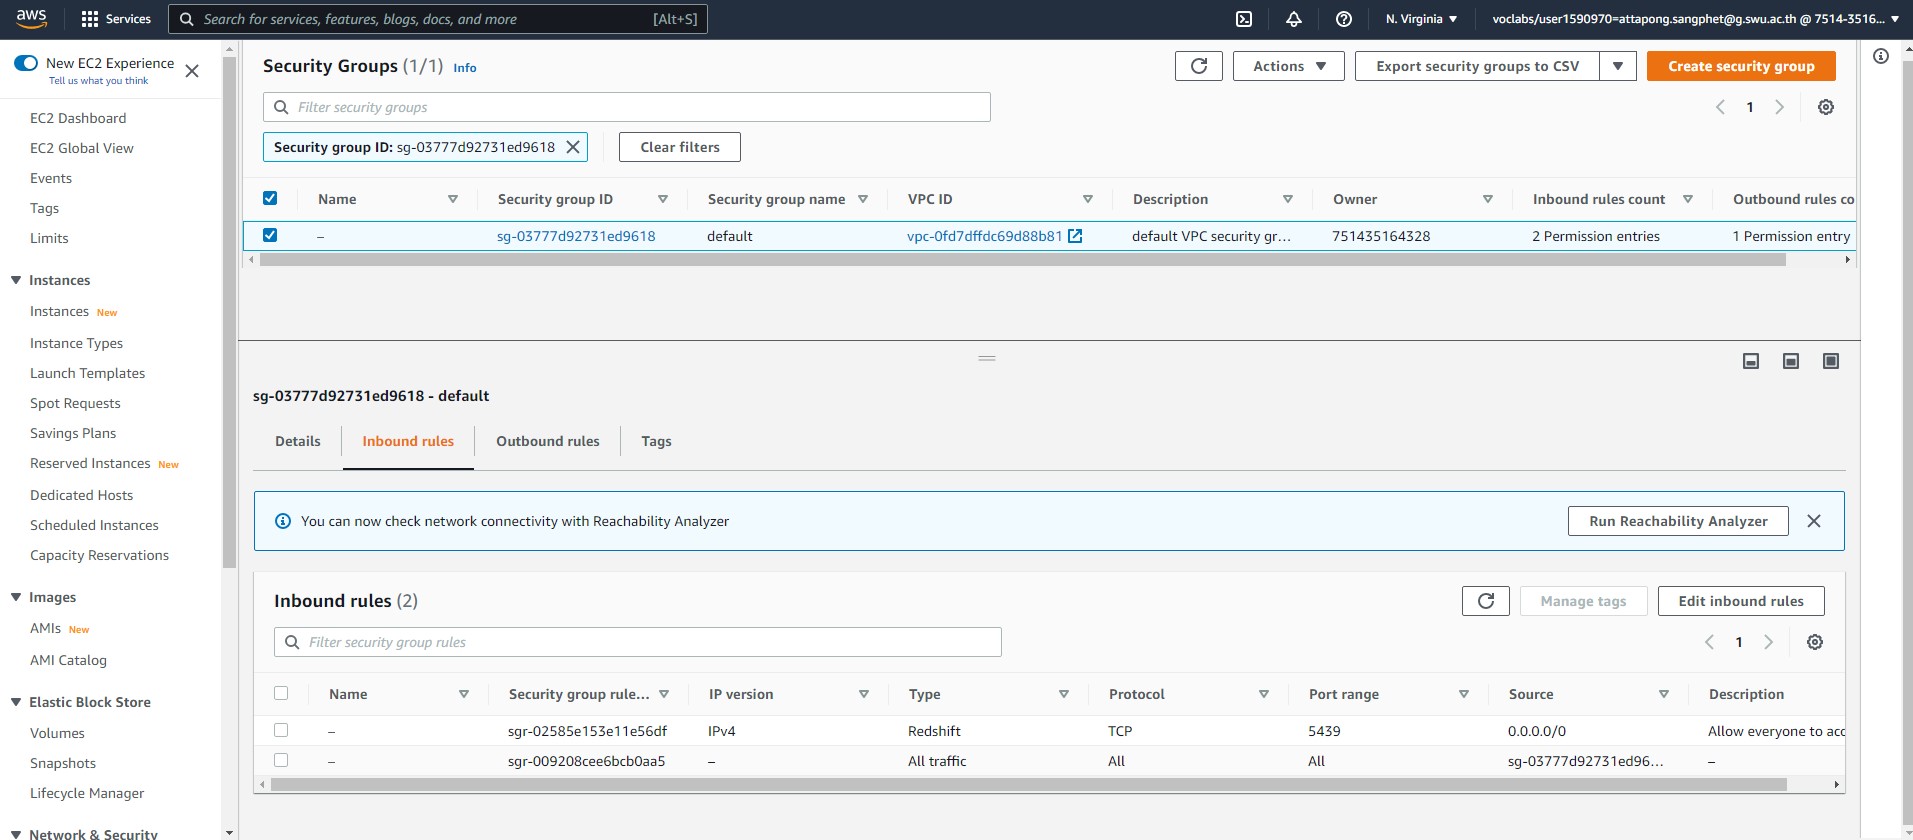 aws
Services
Search for services, features, blogs, docs, and more
[Alt+S]
N. Virginia
voclabs/user1590970=attapong.sangphet@g.swu.ac.th @ 7514-3516...
New EC2 Experience
Tell us what you think
EC2 Dashboard
EC2 Global View
Events
Tags
Limits
Instances
Instances New
Instance Types
Launch Templates
Spot Requests
Savings Plans
Reserved Instances New
Dedicated Hosts
Scheduled Instances
Capacity Reservations
Images
AMIs New
AMI Catalog
Elastic Block Store
Volumes
Snapshots
Lifecycle Manager
Network & Security
Security Groups (1/1) Info
Actions
Export security groups to CSV
Create security group
Filter security groups
1
Security group ID: sg-03777d92731ed9618
Clear filters
Name Security group ID Security group name VPC ID Description Owner Inbound rules count Outbound rules co
– sg-03777d92731ed9618 default vpc-0fd7dffdc69d88b81 default VPC security gr... 751435164328 2 Permission entries 1 Permission entry
sg-03777d92731ed9618 - default
Details Inbound rules Outbound rules Tags
You can now check network connectivity with Reachability Analyzer
Run Reachability Analyzer
Inbound rules (2)
Manage tags
Edit inbound rules
Filter security group rules
1
Name Security group rule... IP version Type Protocol Port range Source Description
– sgr-02585e153e11e56df IPv4 Redshift TCP 5439 0.0.0.0/0 Allow everyone to acc
– sgr-009208cee6bcb0aa5 – All traffic All All sg-03777d92731ed96... –